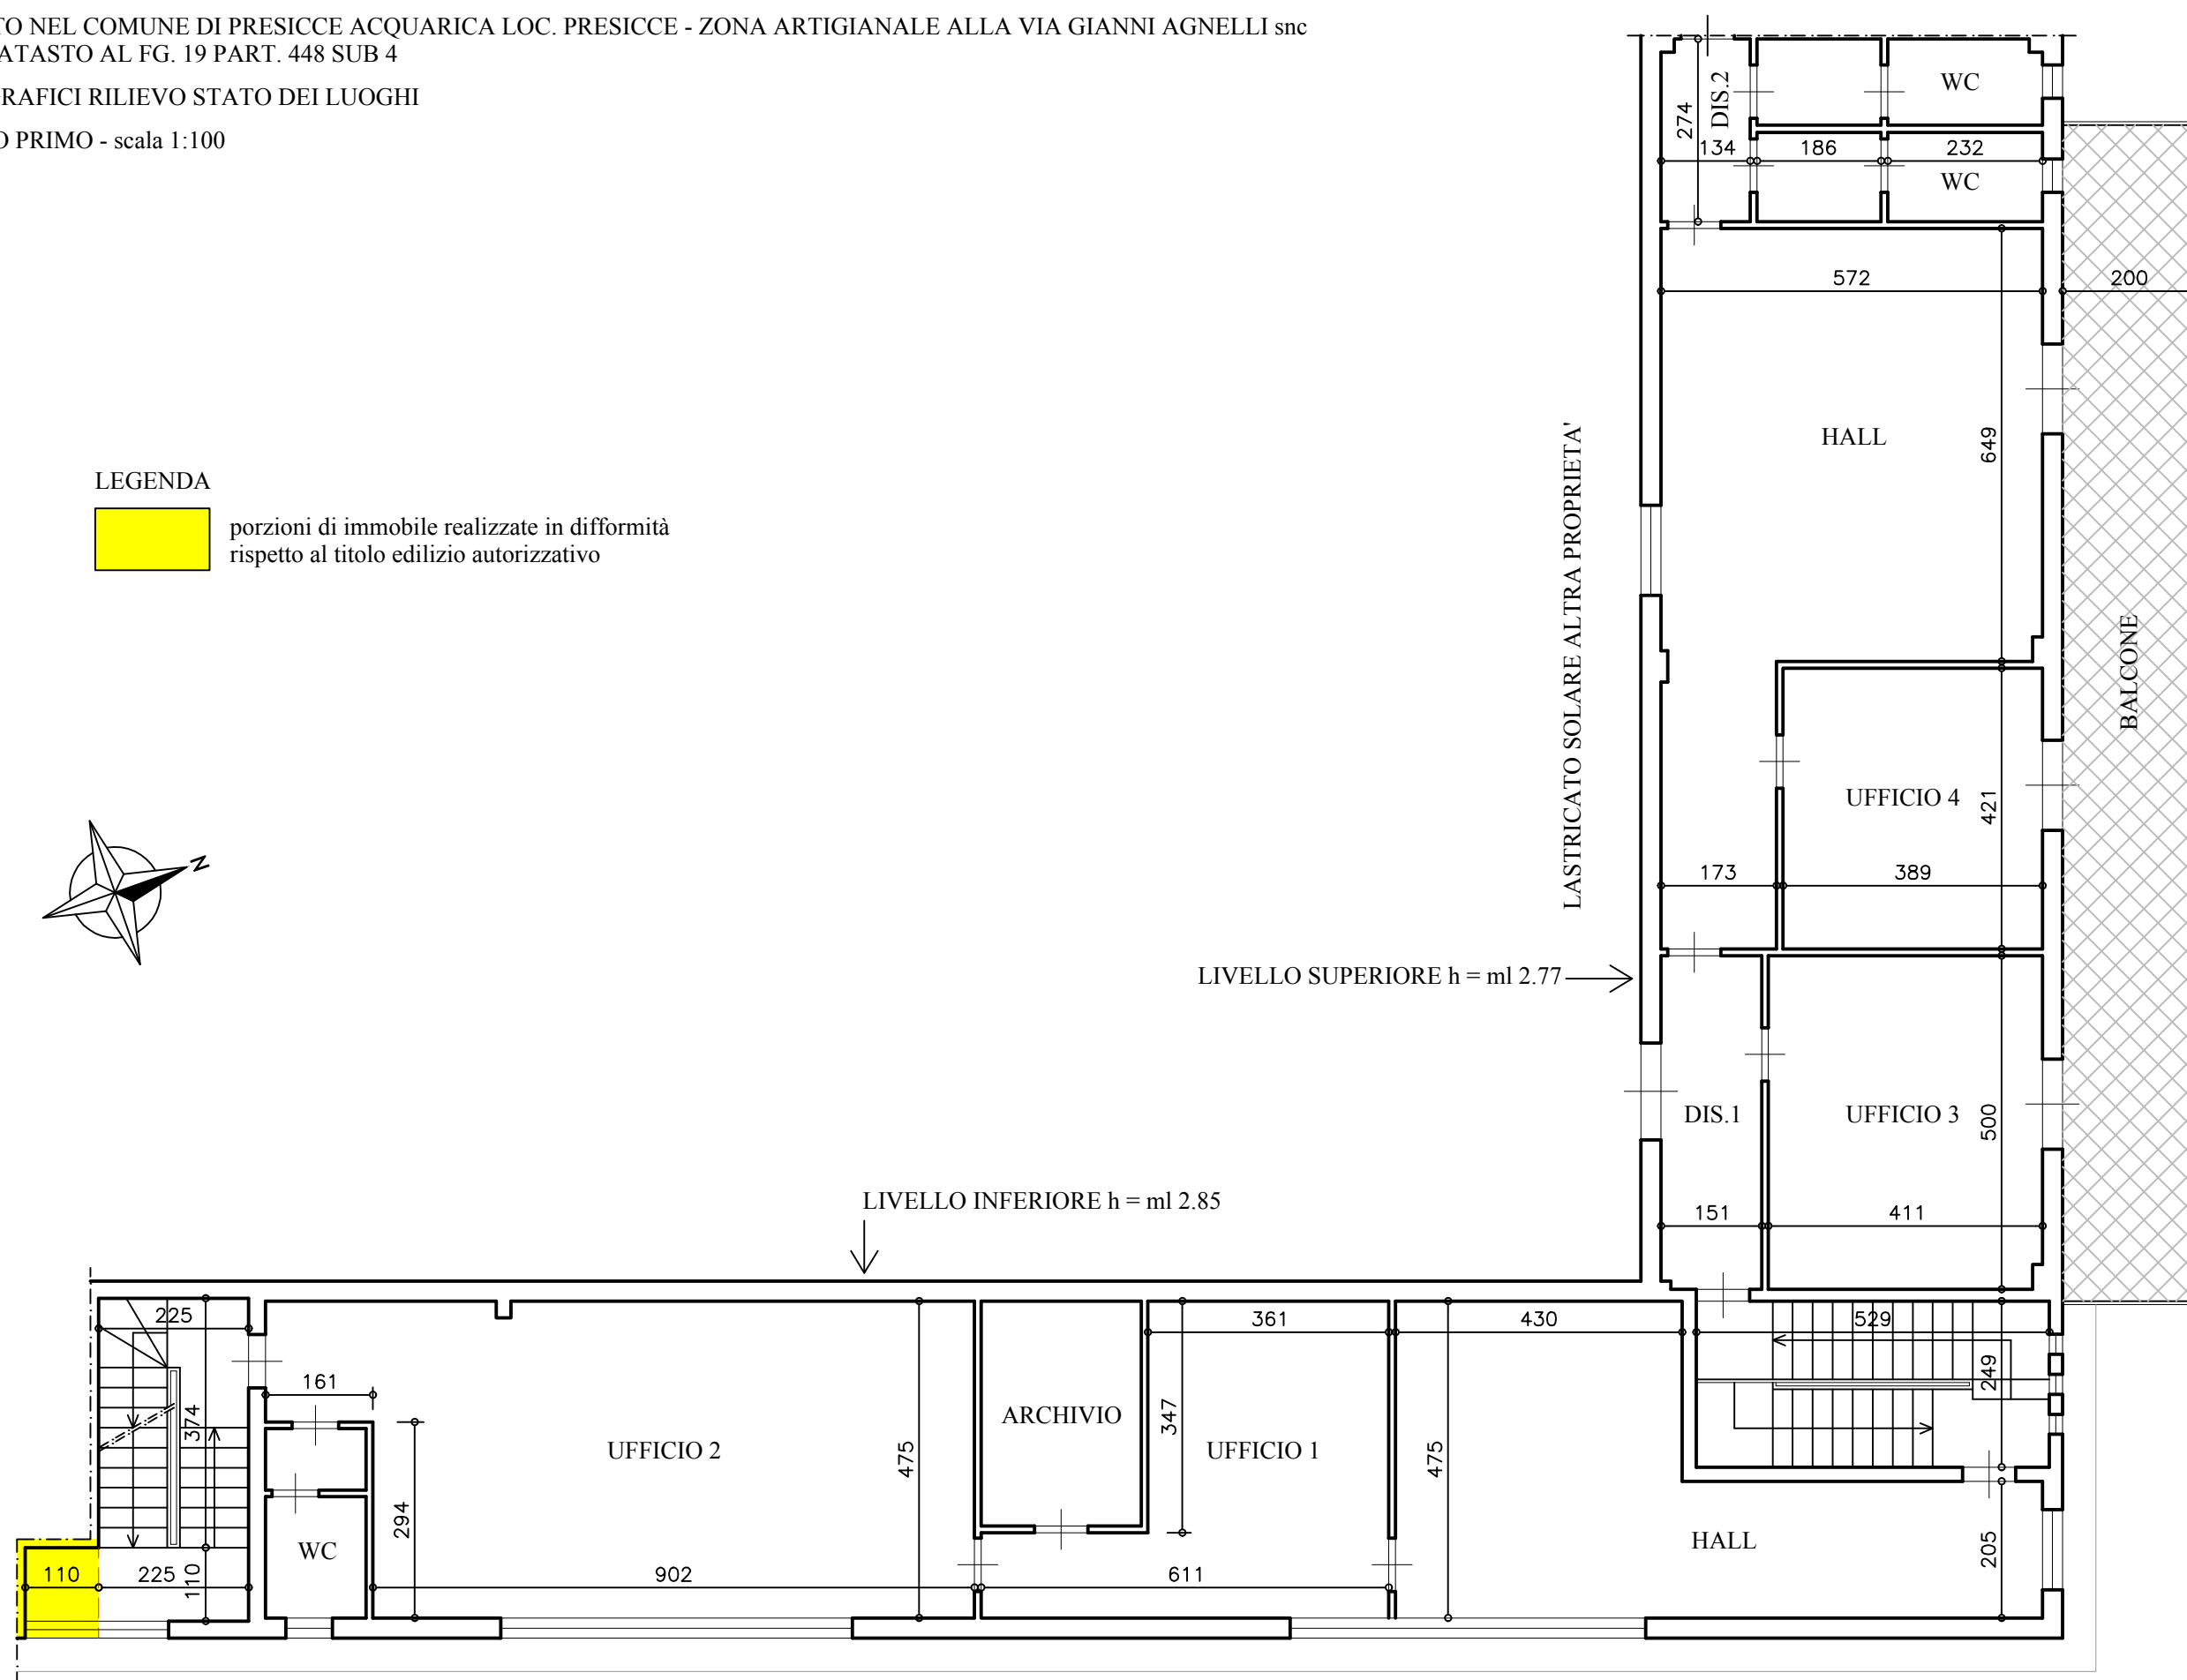 TO NEL COMUNE DI PRESICCE ACQUARICA LOC. PRESICCE - ZONA ARTIGIANALE ALLA VIA GIANNI AGNELLI snc
ATASTO AL FG. 19 PART. 448 SUB 4
RAFICI RILIEVO STATO DEI LUOGHI
O PRIMO - scala 1:100
LEGENDA
porzioni di immobile realizzate in difformità
rispetto al titolo edilizio autorizzativo
N
DIS.2
274
WC
134
186
232
WC
572
200
HALL
649
LASTRICATO SOLARE ALTRA PROPRIETA'
BALCONE
UFFICIO 4
421
173
389
LIVELLO SUPERIORE h = ml 2.77
DIS.1
UFFICIO 3
500
151
411
LIVELLO INFERIORE h = ml 2.85
225
361
430
529
249
161
374
ARCHIVIO
347
UFFICIO 2
475
UFFICIO 1
475
294
WC
HALL
205
110
225
110
902
611